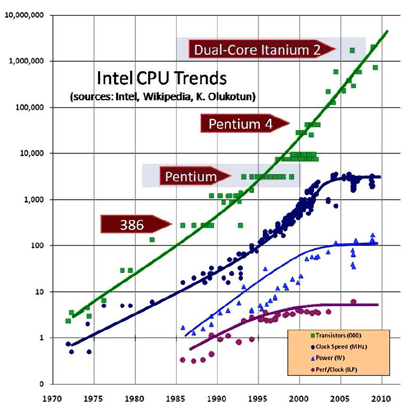 10,000,000
1,000,000
100,000
10,000
1,000
100
10
1
0
Intel CPU Trends
(sources: Intel, Wikipedia, K. Olukotun)
Dual-Core Itanium 2
Pentium 4
Pentium
386
Transistors (000)
Clock Speed (MHz)
Power (W)
Perf/Clock (ILP)
1970
1975
1980
1985
1990
1995
2000
2005
2010